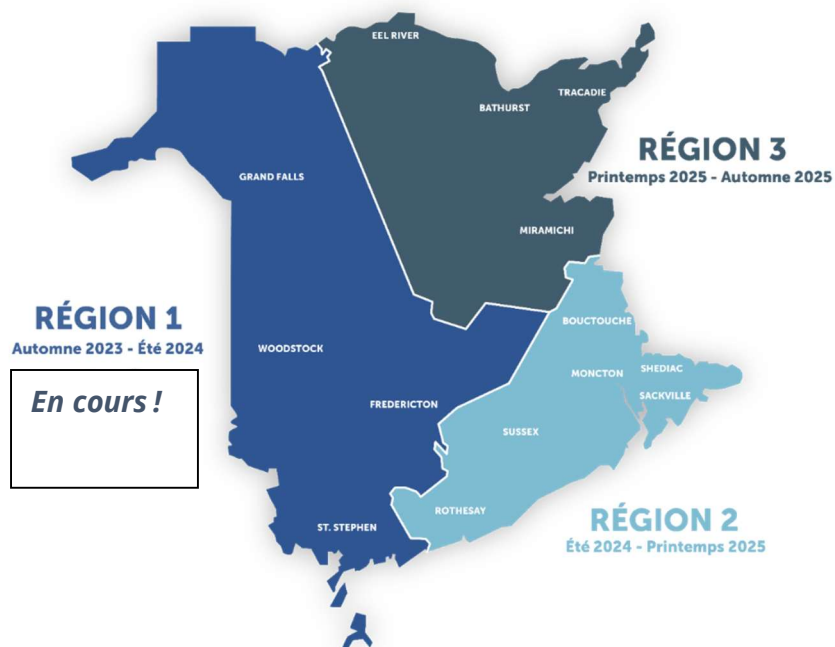 EEL RIVER
TRACADIE
BATHURST
RÉGION 3
Printemps 2025 - Automne 2025
GRAND FALLS
MIRAMICHI
RÉGION 1
Automne 2023 - Été 2024
En cours !
WOODSTOCK
FREDERICTON
BOUCTOUCHE
MONCTON
SHEDIAC
SACKVILLE
SUSSEX
ROTHESAY
ST. STEPHEN
RÉGION 2
Été 2024 - Printemps 2025